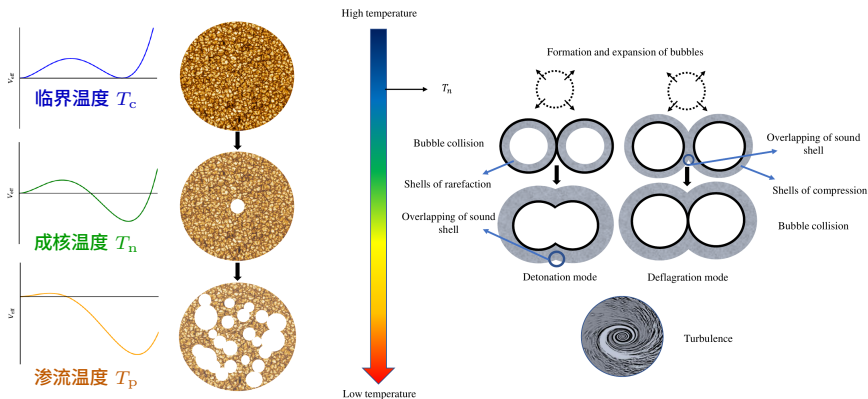 V_eff
临界温度 T_c
V_eff
成核温度 T_n
V_eff
渗流温度 T_p
High temperature
T_n
Low temperature
Formation and expansion of bubbles
Bubble collision
Shells of rarefaction
Overlapping of sound
shell
Overlapping of sound
shell
Shells of compression
Bubble collision
Detonation mode
Deflagration mode
Turbulence